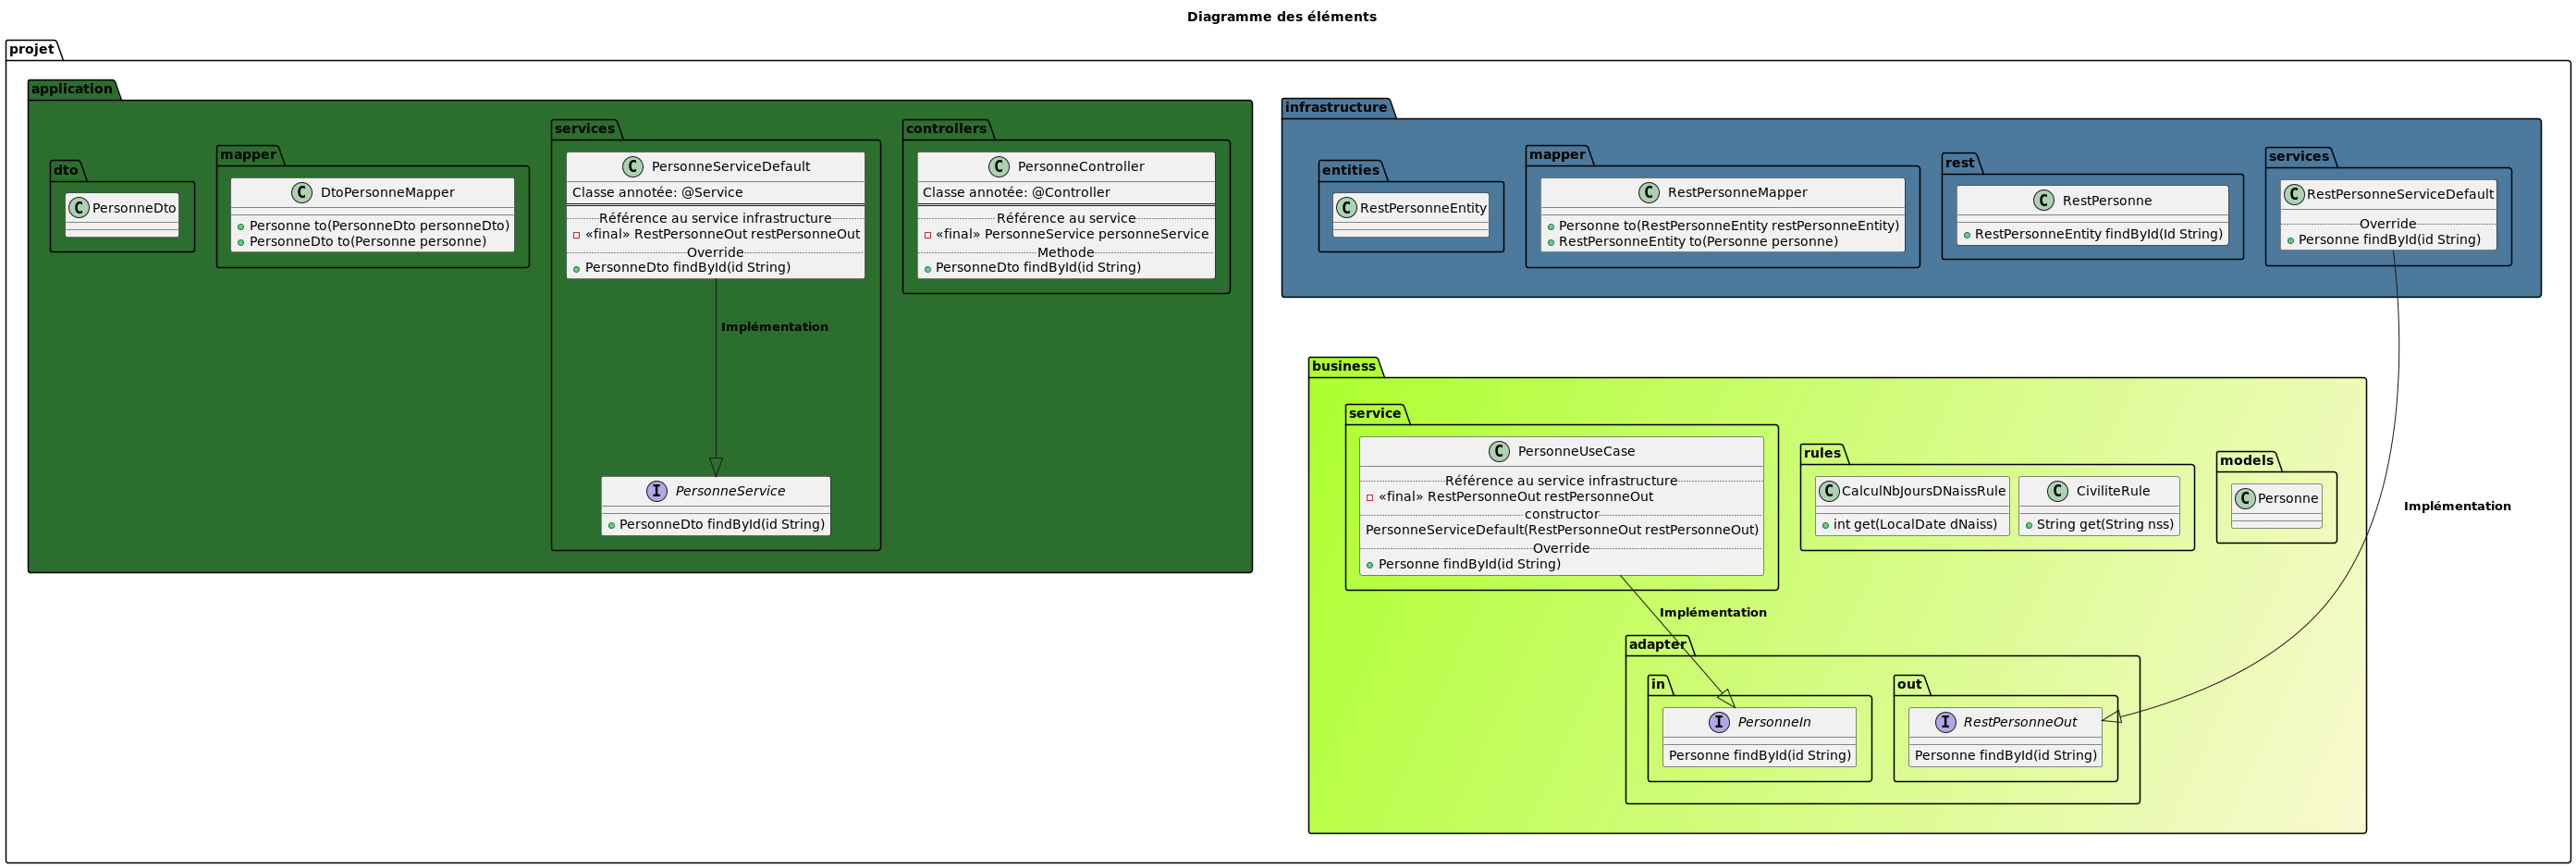 Diagramme des éléments
projet
application
dto
PersonneDto
mapper
DtoPersonneMapper
Personne to(PersonneDto personneDto)
PersonneDto to(Personne personne)
services
PersonneServiceDefault
Classe annotée: @Service
Référence au service infrastructure
«final» RestPersonneOut restPersonneOut
Override
PersonneDto findById(id String)
Implémentation
PersonneService
PersonneDto findById(id String)
controllers
PersonneController
Classe annotée: @Controller
Référence au service
«final» PersonneService personneService
Methode
PersonneDto findById(id String)
infrastructure
entities
RestPersonneEntity
mapper
RestPersonneMapper
Personne to(RestPersonneEntity restPersonneEntity)
RestPersonneEntity to(Personne personne)
rest
RestPersonne
RestPersonneEntity findById(Id String)
services
RestPersonneServiceDefault
Override
Personne findById(id String)
Implémentation
business
service
PersonneUseCase
Référence au service infrastructure
«final» RestPersonneOut restPersonneOut
constructor
PersonneServiceDefault(RestPersonneOut restPersonneOut)
Override
Personne findById(id String)
Implémentation
rules
CalculNbJoursDNaissRule
int get(LocalDate dNaiss)
CiviliteRule
String get(String nss)
models
Personne
adapter
in
PersonneIn
Personne findById(id String)
out
RestPersonneOut
Personne findById(id String)